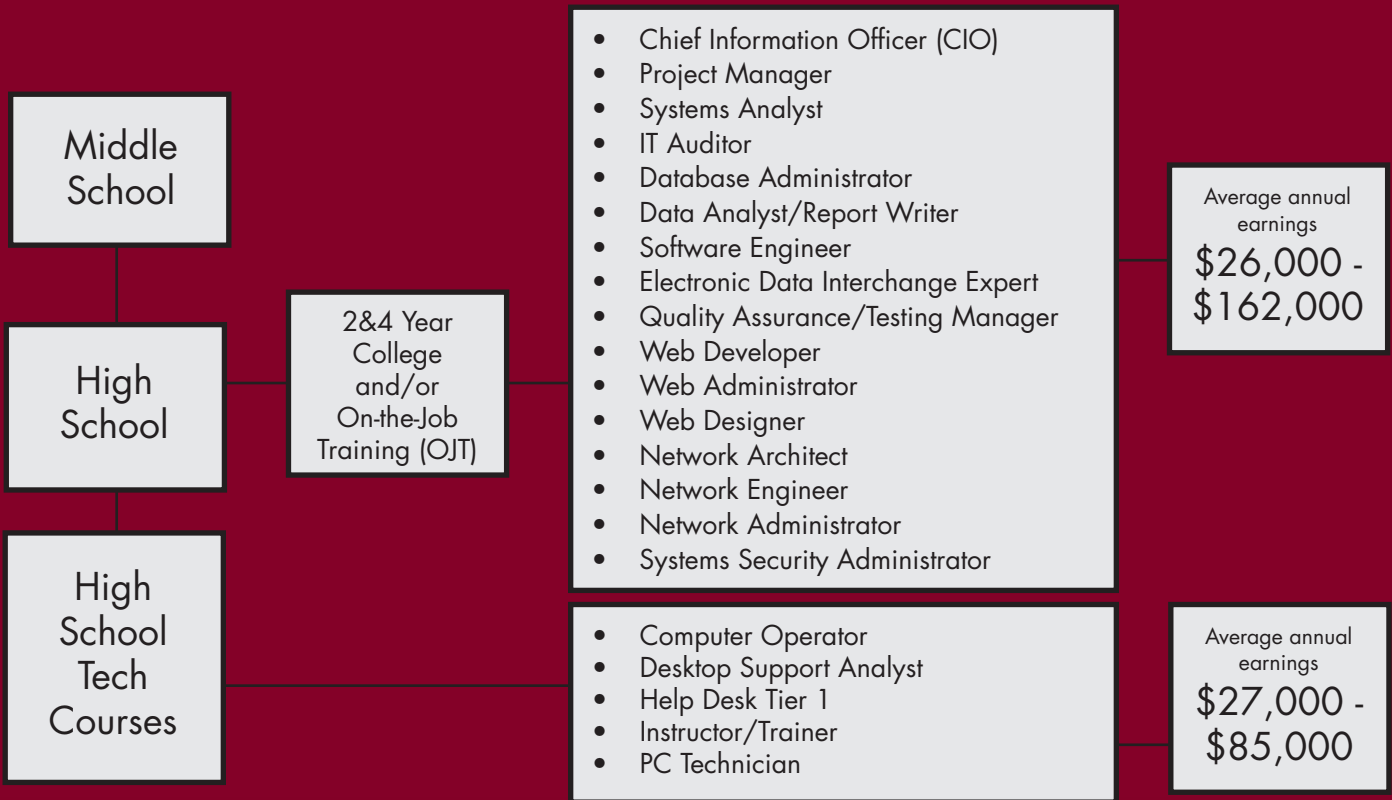 Middle
School
High
School
High
School
Tech
Courses
2&4 Year
College
and/or
On-the-Job
Training (OJT)
• Chief Information Officer (CIO)
• Project Manager
• Systems Analyst
• IT Auditor
• Database Administrator
• Data Analyst/Report Writer
• Software Engineer
• Electronic Data Interchange Expert
• Quality Assurance/Testing Manager
• Web Developer
• Web Administrator
• Web Designer
• Network Architect
• Network Engineer
• Network Administrator
• Systems Security Administrator
Average annual
earnings
$26,000 -
$162,000
• Computer Operator
• Desktop Support Analyst
• Help Desk Tier 1
• Instructor/Trainer
• PC Technician
Average annual
earnings
$27,000 -
$85,000